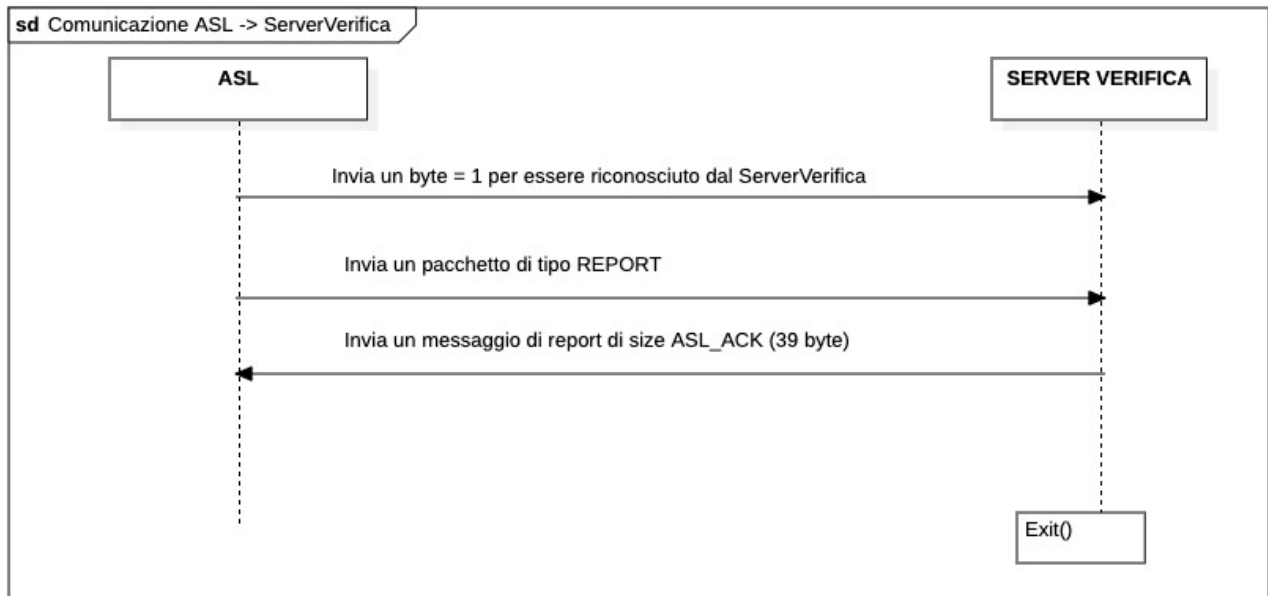 sd Comunicazione ASL -> ServerVerifica
ASL
SERVER VERIFICA
Invia un byte = 1 per essere riconosciuto dal ServerVerifica
Invia un pacchetto di tipo REPORT
Invia un messaggio di report di size ASL_ACK (39 byte)
Exit()